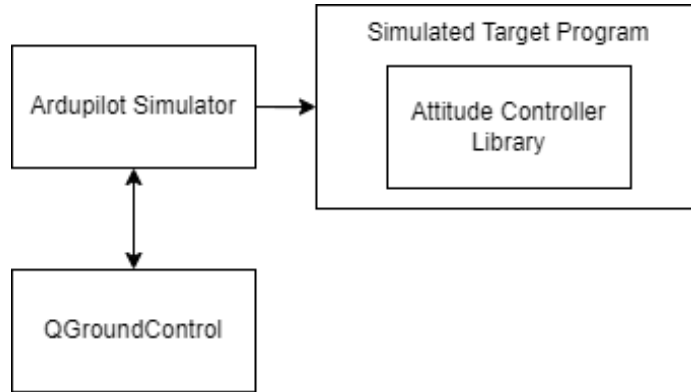 Simulated Target Program
Ardupilot Simulator
Attitude Controller
Library
QGroundControl